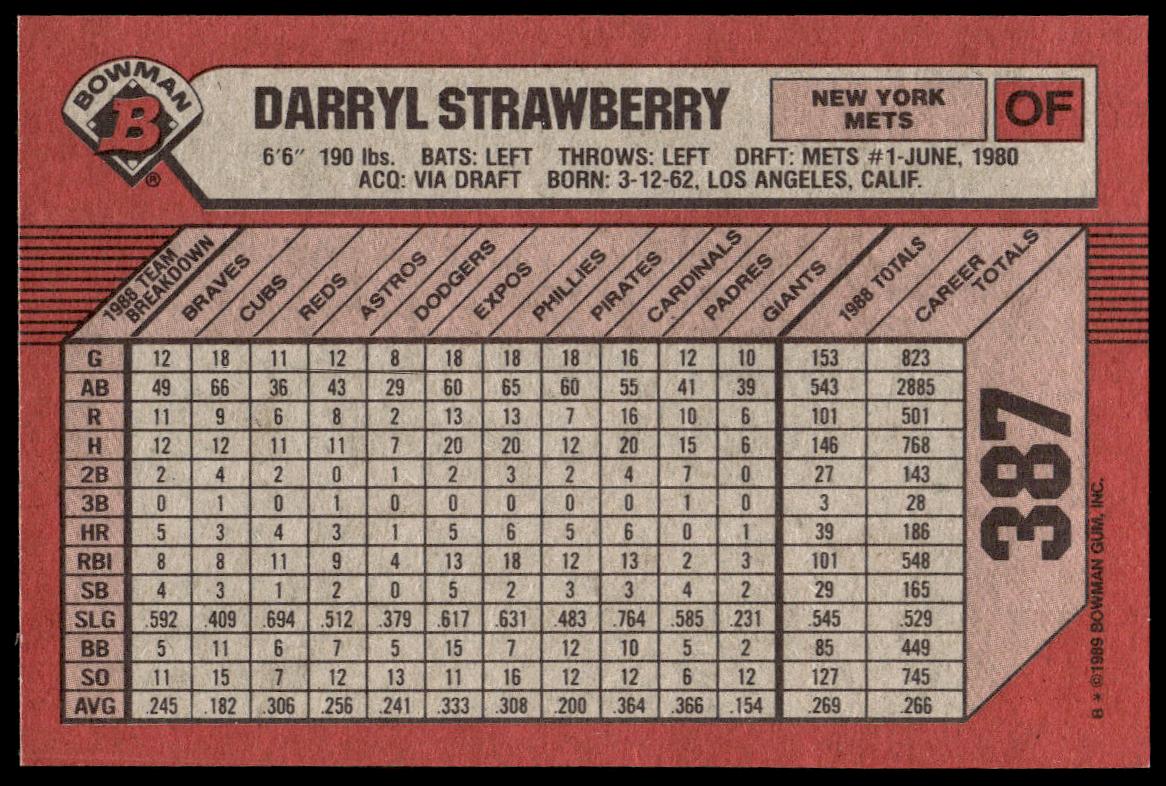 BOWMAN
B
®
DARRYL STRAWBERRY
NEW YORK
METS
OF
6'6" 190 lbs. BATS: LEFT THROWS: LEFT DRFT: METS #1-JUNE, 1980
ACQ: VIA DRAFT BORN: 3-12-62, LOS ANGELES, CALIF.
1988 TEAM BREAKDOWN BRAVES CUBS REDS ASTROS DODGERS EXPOS PHILLIES PIRATES CARDINALS PADRES GIANTS 1988 TOTALS CAREER TOTALS
G 12 18 11 12 8 18 18 18 16 12 10 153 823
AB 49 66 36 43 29 60 65 60 55 41 39 543 2885
R 11 9 6 8 2 13 13 7 16 10 6 101 501
H 12 12 11 11 7 20 20 12 20 15 6 146 768
2B 2 4 2 0 1 2 3 2 4 7 0 27 143
3B 0 1 0 1 0 0 0 0 0 1 0 3 28
HR 5 3 4 3 1 5 6 5 6 0 1 39 186
RBI 8 8 11 9 4 13 18 12 13 2 3 101 548
SB 4 3 1 2 0 5 2 3 3 4 2 29 165
SLG .592 .409 .694 .512 .379 .617 .631 .483 .764 .585 .231 .545 .529
BB 5 11 6 7 5 15 7 12 10 5 2 85 449
SO 11 15 7 12 13 11 16 12 12 6 12 127 745
AVG .245 .182 .306 .256 .241 .333 .308 .200 .364 .366 .154 .269 .266
387
B * ©1989 BOWMAN GUM, INC.